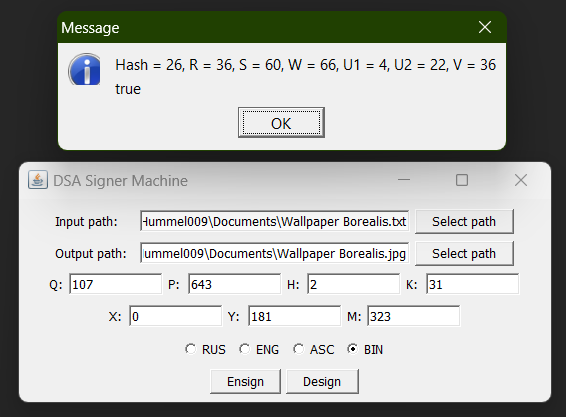 Message
Hash = 26, R = 36, S = 60, W = 66, U1 = 4, U2 = 22, V = 36
true
OK
DSA Signer Machine
Input path: Hummel009\Documents\Wallpaper Borealis.txt Select path
Output path: ummel009\Documents\Wallpaper Borealis.jpg Select path
Q: 107 P: 643 H: 2 K: 31
X: 0 Y: 181 M: 323
RUS ENG ASC BIN
Ensign Design